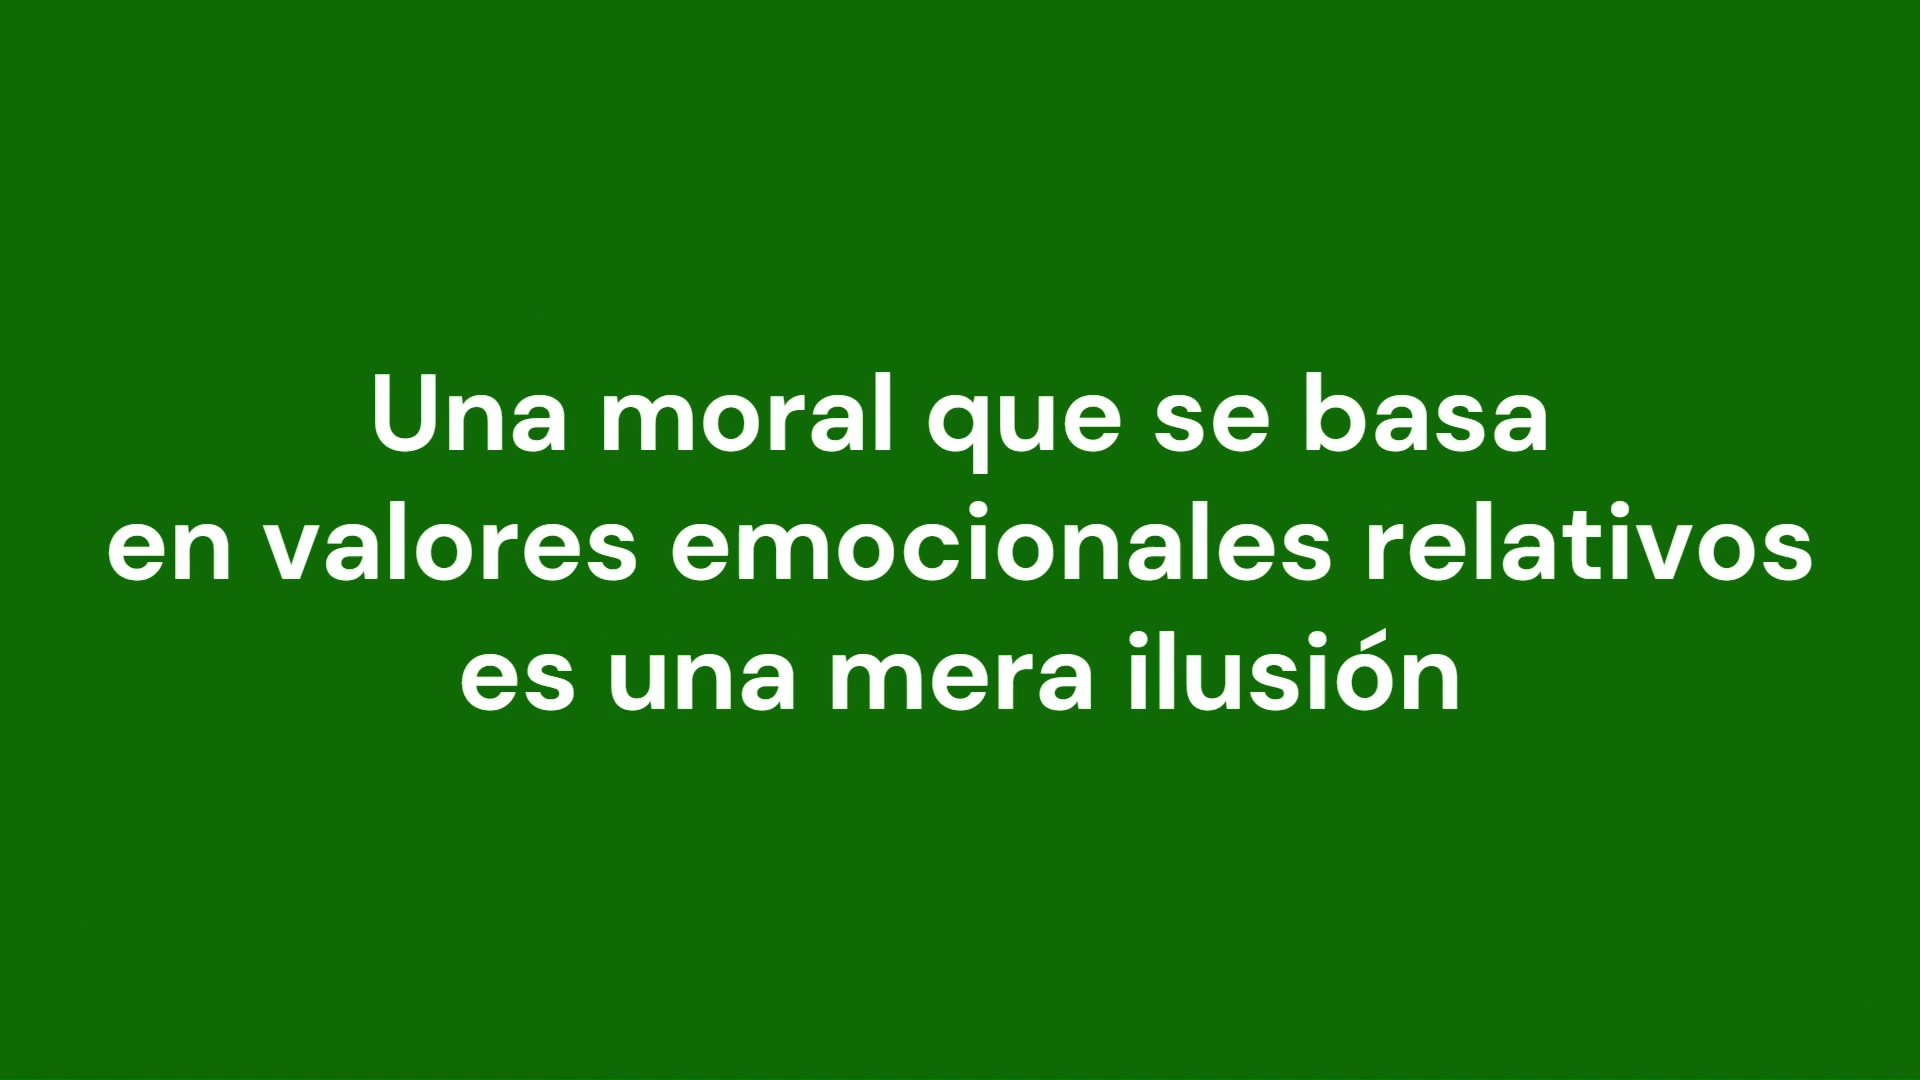 Una moral que se basa
en valores emocionales relativos
es una mera ilusión